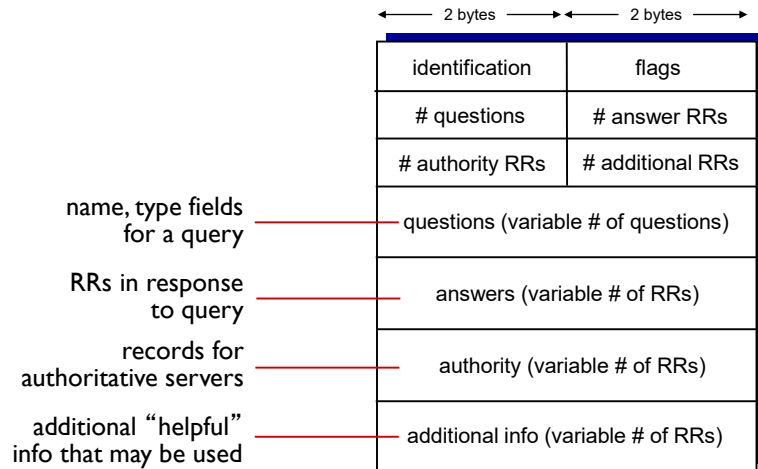 2 bytes 2 bytes
identification flags
# questions # answer RRs
# authority RRs # additional RRs
name, type fields
for a query
questions (variable # of questions)
RRs in response
to query
answers (variable # of RRs)
records for
authoritative servers
authority (variable # of RRs)
additional “helpful”
info that may be used
additional info (variable # of RRs)